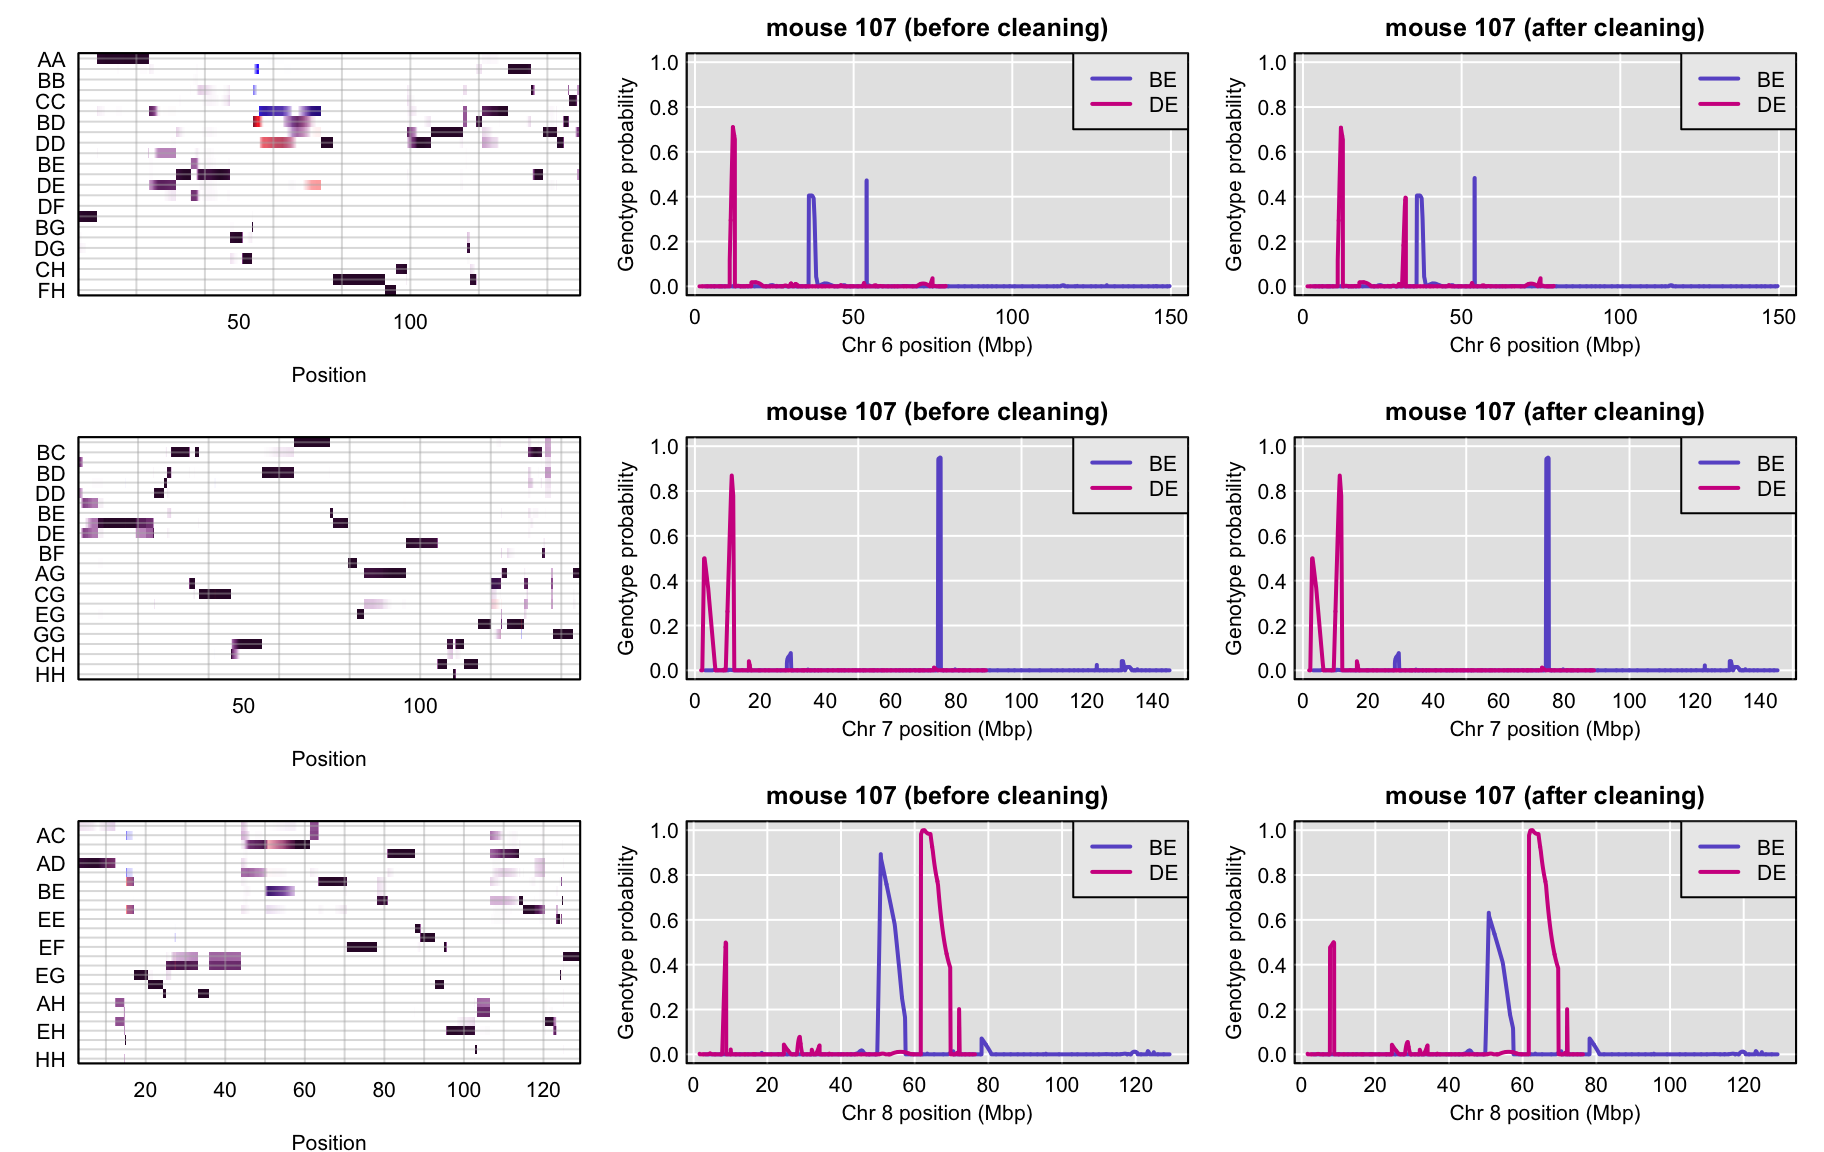 mouse 107 (before cleaning)
mouse 107 (after cleaning)
AA
BB
CC
BD
DD
BE
DE
DF
BG
DG
CH
FH
50 100
Position
Genotype probability
1.0
0.8
0.6
0.4
0.2
0.0
BE
DE
0 50 100 150
Chr 6 position (Mbp)
Genotype probability
1.0
0.8
0.6
0.4
0.2
0.0
BE
DE
0 50 100 150
Chr 6 position (Mbp)
mouse 107 (before cleaning)
mouse 107 (after cleaning)
BC
BD
DD
BE
DE
BF
AG
CG
EG
GG
CH
HH
50 100
Position
Genotype probability
1.0
0.8
0.6
0.4
0.2
0.0
BE
DE
0 20 40 60 80 100 120 140
Chr 7 position (Mbp)
Genotype probability
1.0
0.8
0.6
0.4
0.2
0.0
BE
DE
0 20 40 60 80 100 120 140
Chr 7 position (Mbp)
mouse 107 (before cleaning)
mouse 107 (after cleaning)
AC
AD
BE
EE
EF
EG
AH
EH
HH
20 40 60 80 100 120
Position
Genotype probability
1.0
0.8
0.6
0.4
0.2
0.0
BE
DE
0 20 40 60 80 100 120
Chr 8 position (Mbp)
Genotype probability
1.0
0.8
0.6
0.4
0.2
0.0
BE
DE
0 20 40 60 80 100 120
Chr 8 position (Mbp)